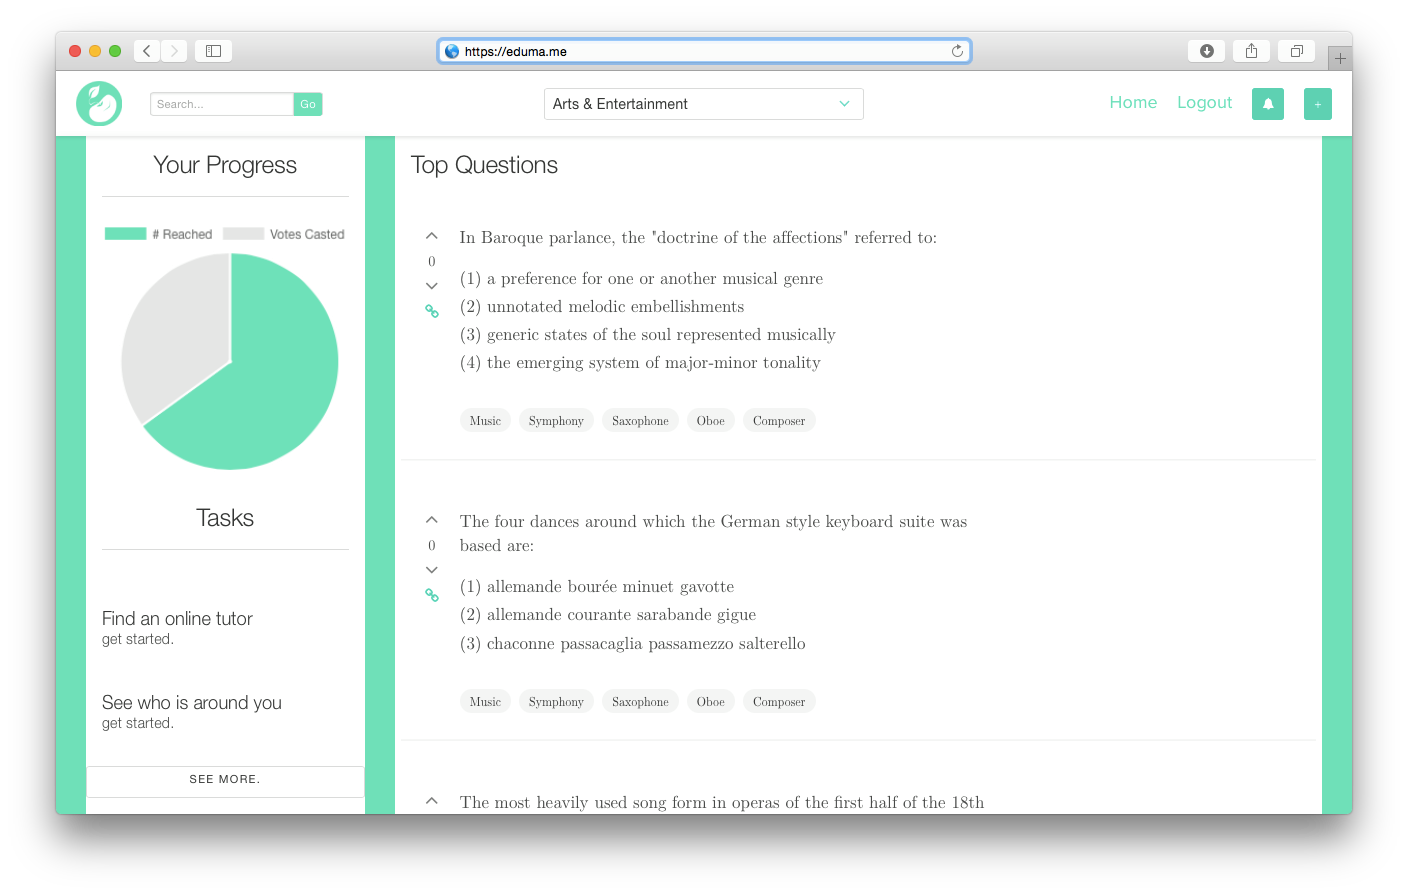 https://eduma.me
Search...
Go
Arts & Entertainment
Home
Logout
+
Your Progress
# Reached
Votes Casted
Tasks
Find an online tutor
get started.
See who is around you
get started.
SEE MORE.
Top Questions
In Baroque parlance, the "doctrine of the affections" referred to:
0
(1) a preference for one or another musical genre
(2) unnotated melodic embellishments
(3) generic states of the soul represented musically
(4) the emerging system of major-minor tonality
Music Symphony Saxophone Oboe Composer
The four dances around which the German style keyboard suite was
0
based are:
(1) allemande bourée minuet gavotte
(2) allemande courante sarabande gigue
(3) chaconne passacaglia passamezzo salterello
Music Symphony Saxophone Oboe Composer
The most heavily used song form in operas of the first half of the 18th